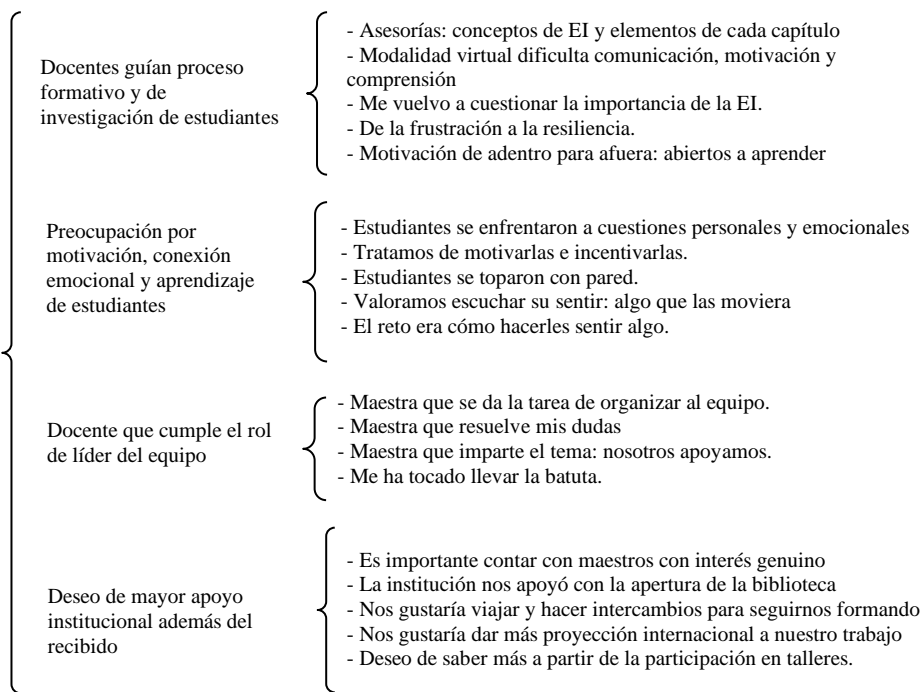 Docentes guían proceso
formativo y de
investigación de estudiantes
- Asesorías: conceptos de EI y elementos de cada capítulo
- Modalidad virtual dificulta comunicación, motivación y
comprensión
- Me vuelvo a cuestionar la importancia de la EI.
- De la frustración a la resiliencia.
- Motivación de adentro para afuera: abiertos a aprender
Preocupación por
motivación, conexión
emocional y aprendizaje
de estudiantes
- Estudiantes se enfrentaron a cuestiones personales y emocionales
- Tratamos de motivarlas e incentivarlas.
- Estudiantes se toparon con pared.
- Valoramos escuchar su sentir: algo que las moviera
- El reto era cómo hacerles sentir algo.
Docente que cumple el rol
de líder del equipo
- Maestra que se da la tarea de organizar al equipo.
- Maestra que resuelve mis dudas
- Maestra que imparte el tema: nosotros apoyamos.
- Me ha tocado llevar la batuta.
Deseo de mayor apoyo
institucional además del
recibido
- Es importante contar con maestros con interés genuino
- La institución nos apoyó con la apertura de la biblioteca
- Nos gustaría viajar y hacer intercambios para seguirnos formando
- Nos gustaría dar más proyección internacional a nuestro trabajo
- Deseo de saber más a partir de la participación en talleres.